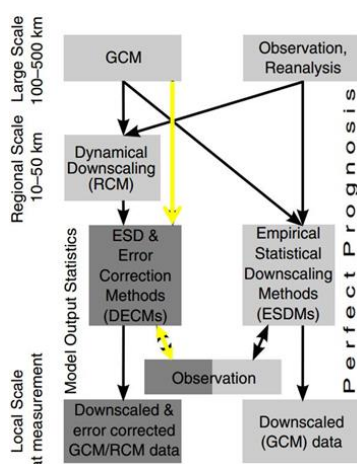 Large Scale
100–500 km
GCM
Observation,
Reanalysis
Regional Scale
10–50 km
Dynamical
Downscaling
(RCM)
Model Output Statistics
ESD &
Error
Correction
Methods
(DECMs)
Empirical
Statistical
Downscaling
Methods
(ESDMs)
Perfect Prognosis
Observation
Local Scale
at measurement
Downscaled &
error corrected
GCM/RCM data
Downscaled
(GCM) data